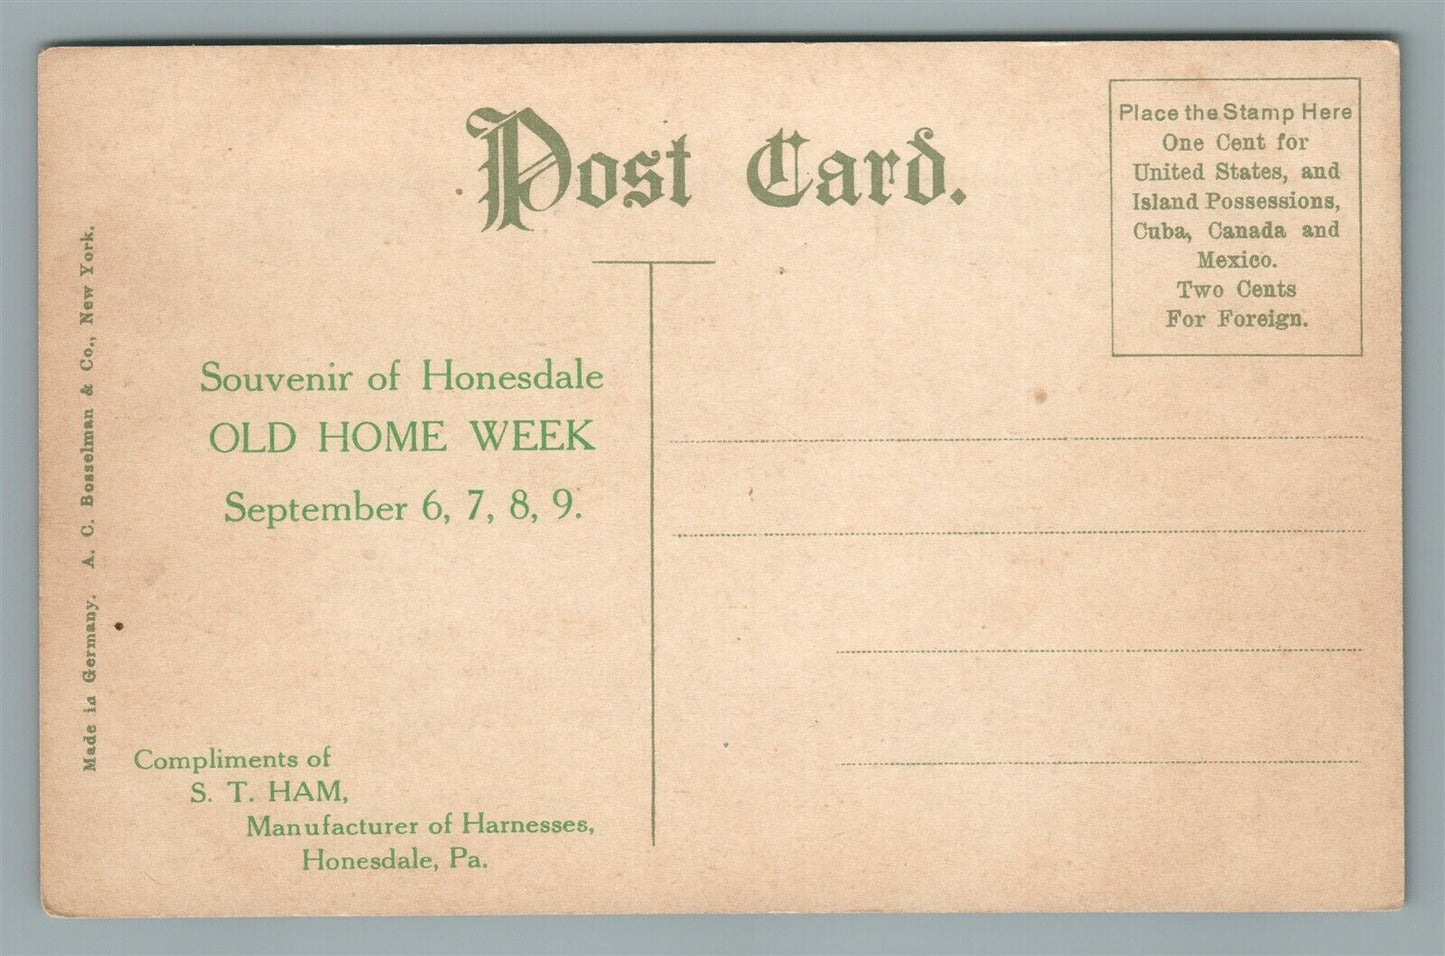 Post Card.
Place the Stamp Here
One Cent for
United States, and
Island Possessions,
Cuba, Canada and
Mexico.
Two Cents
For Foreign.
Souvenir of Honesdale
OLD HOME WEEK
September 6, 7, 8, 9.
Compliments of
S. T. HAM,
Manufacturer of Harnesses,
Honesdale, Pa.
Made in Germany. A. C. Bosselman & Co., New York.